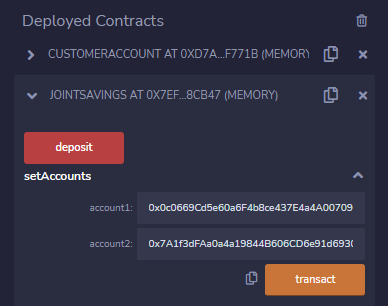 Deployed Contracts
CUSTOMERACCOUNT AT 0XD7A...F771B (MEMORY)
JOINTSAVINGS AT 0X7EF...8CB47 (MEMORY)
deposit
setAccounts
account1: 0x0c0669Cd5e60a6F4b8ce437E4a4A00709
account2: 0x7A1f3dFAa0a4a19844B606CD6e91d693(
transact